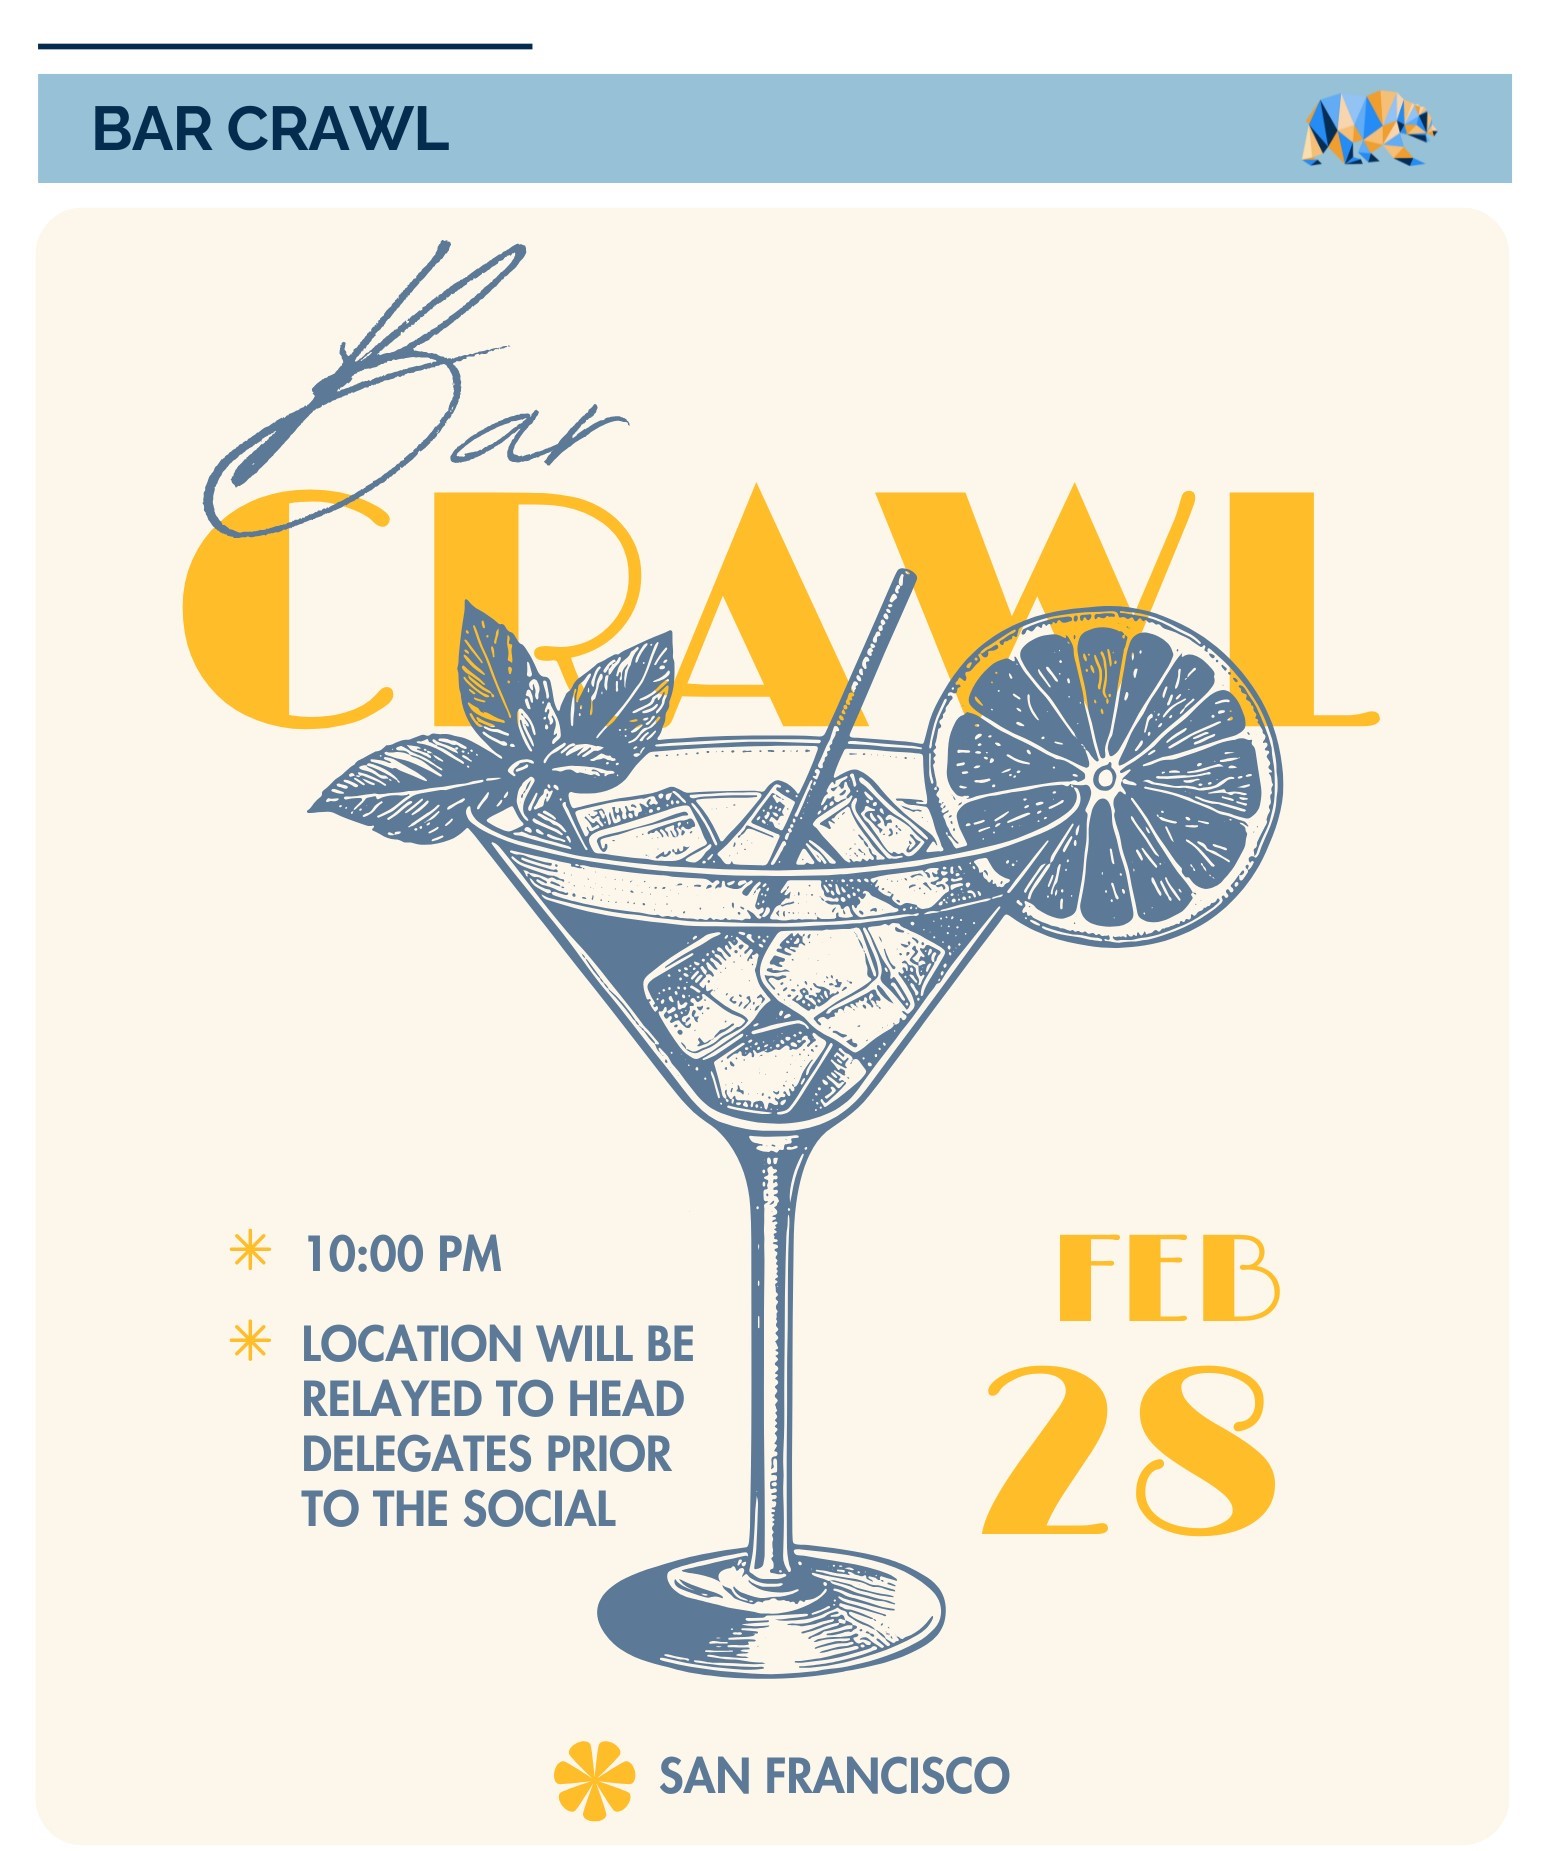 BAR CRAWL
Bar
CRAWL
10:00 PM
LOCATION WILL BE
RELAYED TO HEAD
DELEGATES PRIOR
TO THE SOCIAL
FEB
28
SAN FRANCISCO